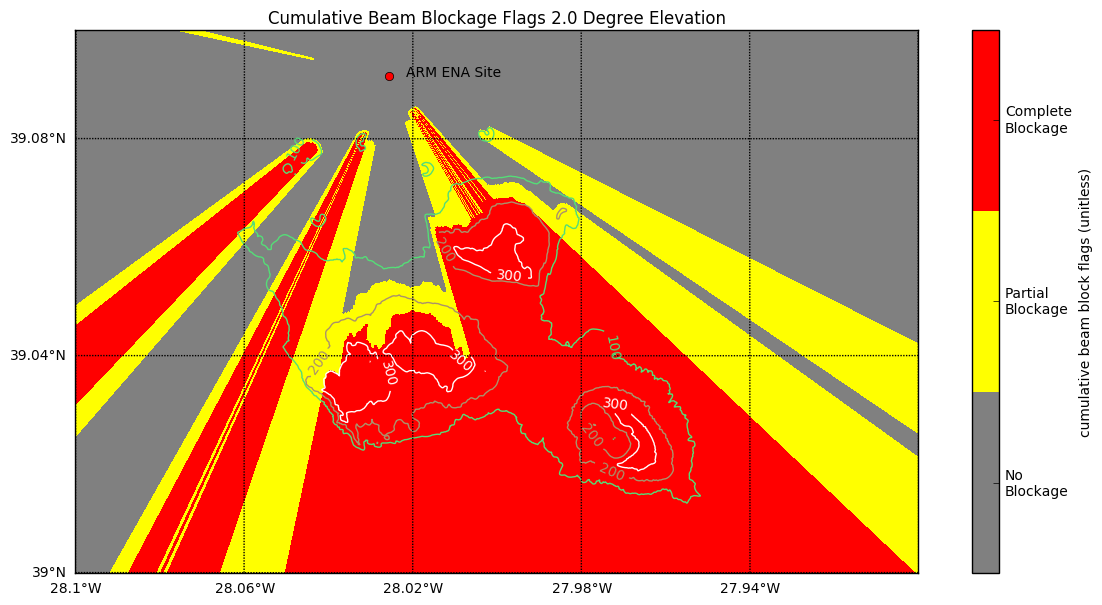 Cumulative Beam Blockage Flags 2.0 Degree Elevation
ARM ENA Site
39.08°N
39.04°N
39°N
28.1°W
28.06°W
28.02°W
27.98°W
27.94°W
100
200
300
200
300
300
100
300
200
200
Complete
Blockage
Partial
Blockage
No
Blockage
cumulative beam block flags (unitless)